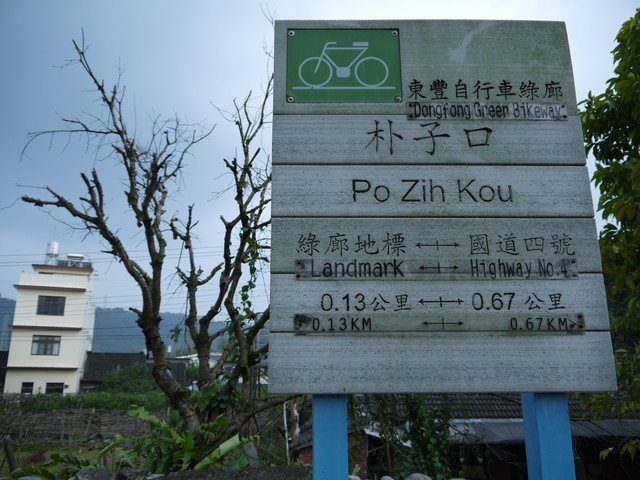 東豐自行車綠廊
Dongfong Green Bikeway
朴子口
Po Zih Kou
綠廊地標 ↔ 國道四號
Landmark ↔ Highway No.4
0.13公里 ↔ 0.67公里
0.13KM ↔ 0.67KM